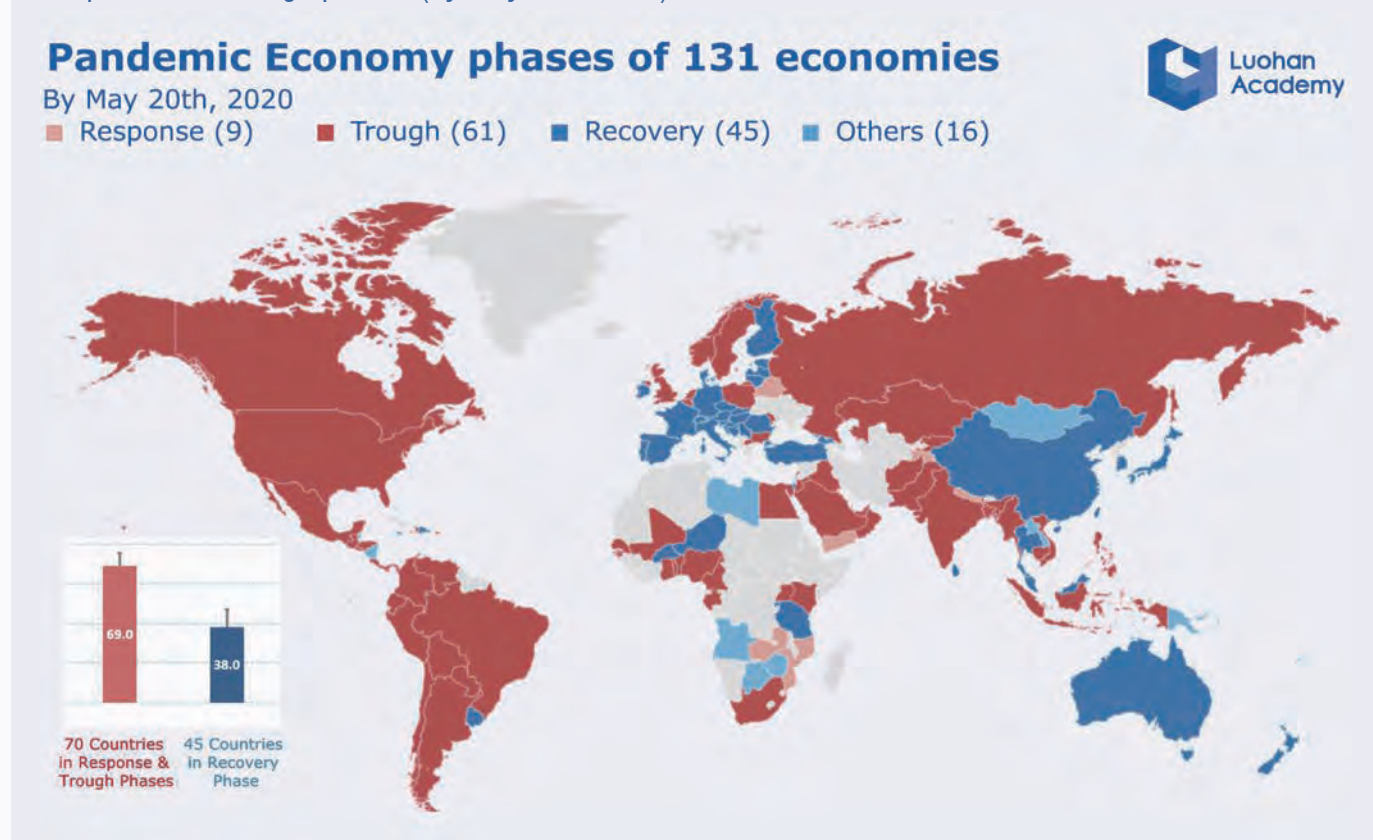 Pandemic Economy phases of 131 economies
Luohan
Academy
By May 20th, 2020
Response (9) Trough (61) Recovery (45) Others (16)
69.0
38.0
70 Countries
in Response &
Trough Phases
45 Countries
in Recovery
Phase